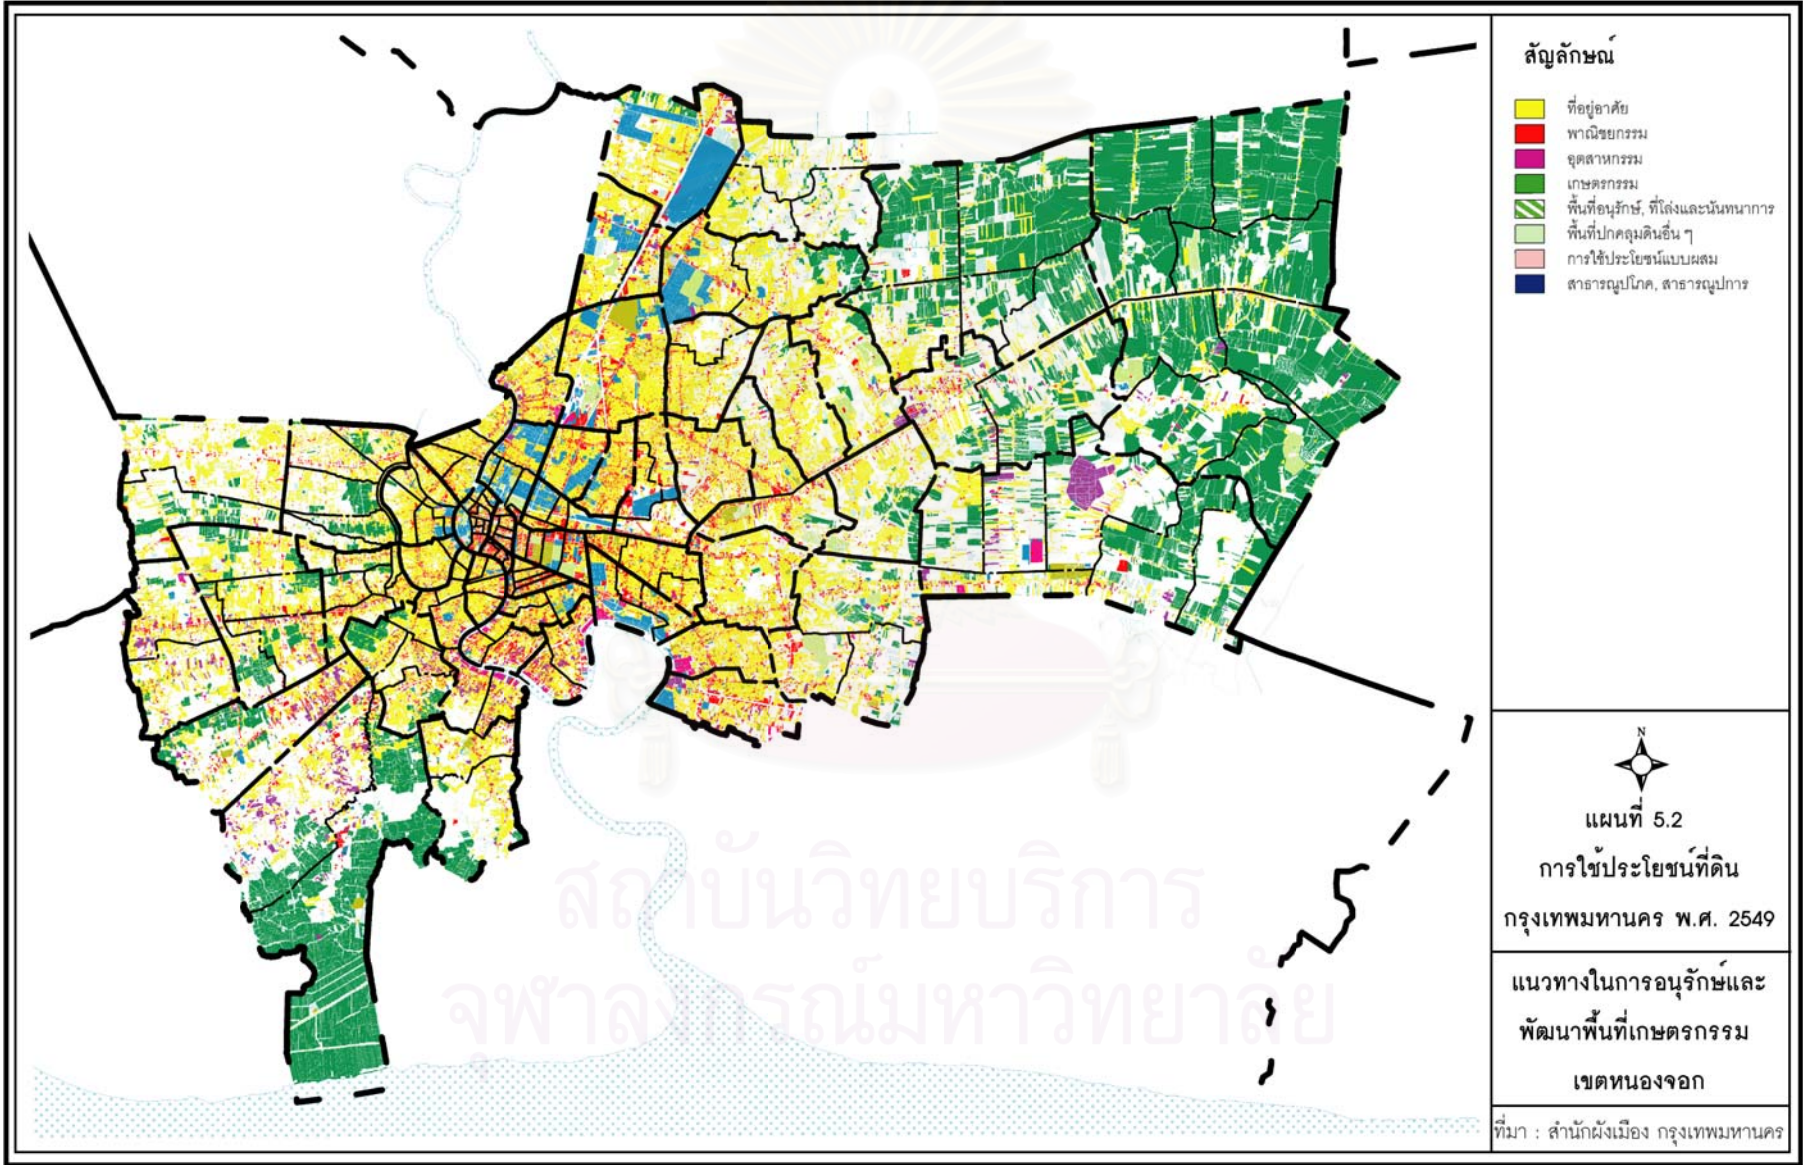 สัญลักษณ์
ที่อยู่อาศัย
พาณิชยกรรม
อุตสาหกรรม
เกษตรกรรม
พื้นที่อนุรักษ์, ที่โล่งและนันทนาการ
พื้นที่ปกคลุมดินอื่น ๆ
การใช้ประโยชน์แบบผสม
สาธารณูปโภค, สาธารณูปการ
N
แผนที่ 5.2
การใช้ประโยชน์ที่ดิน
กรุงเทพมหานคร พ.ศ. 2549
แนวทางในการอนุรักษ์และ
พัฒนาพื้นที่เกษตรกรรม
เขตหนองจอก
ที่มา : สำนักผังเมือง กรุงเทพมหานคร
สถาบันวิทยบริการ
จุฬาลงกรณ์มหาวิทยาลัย